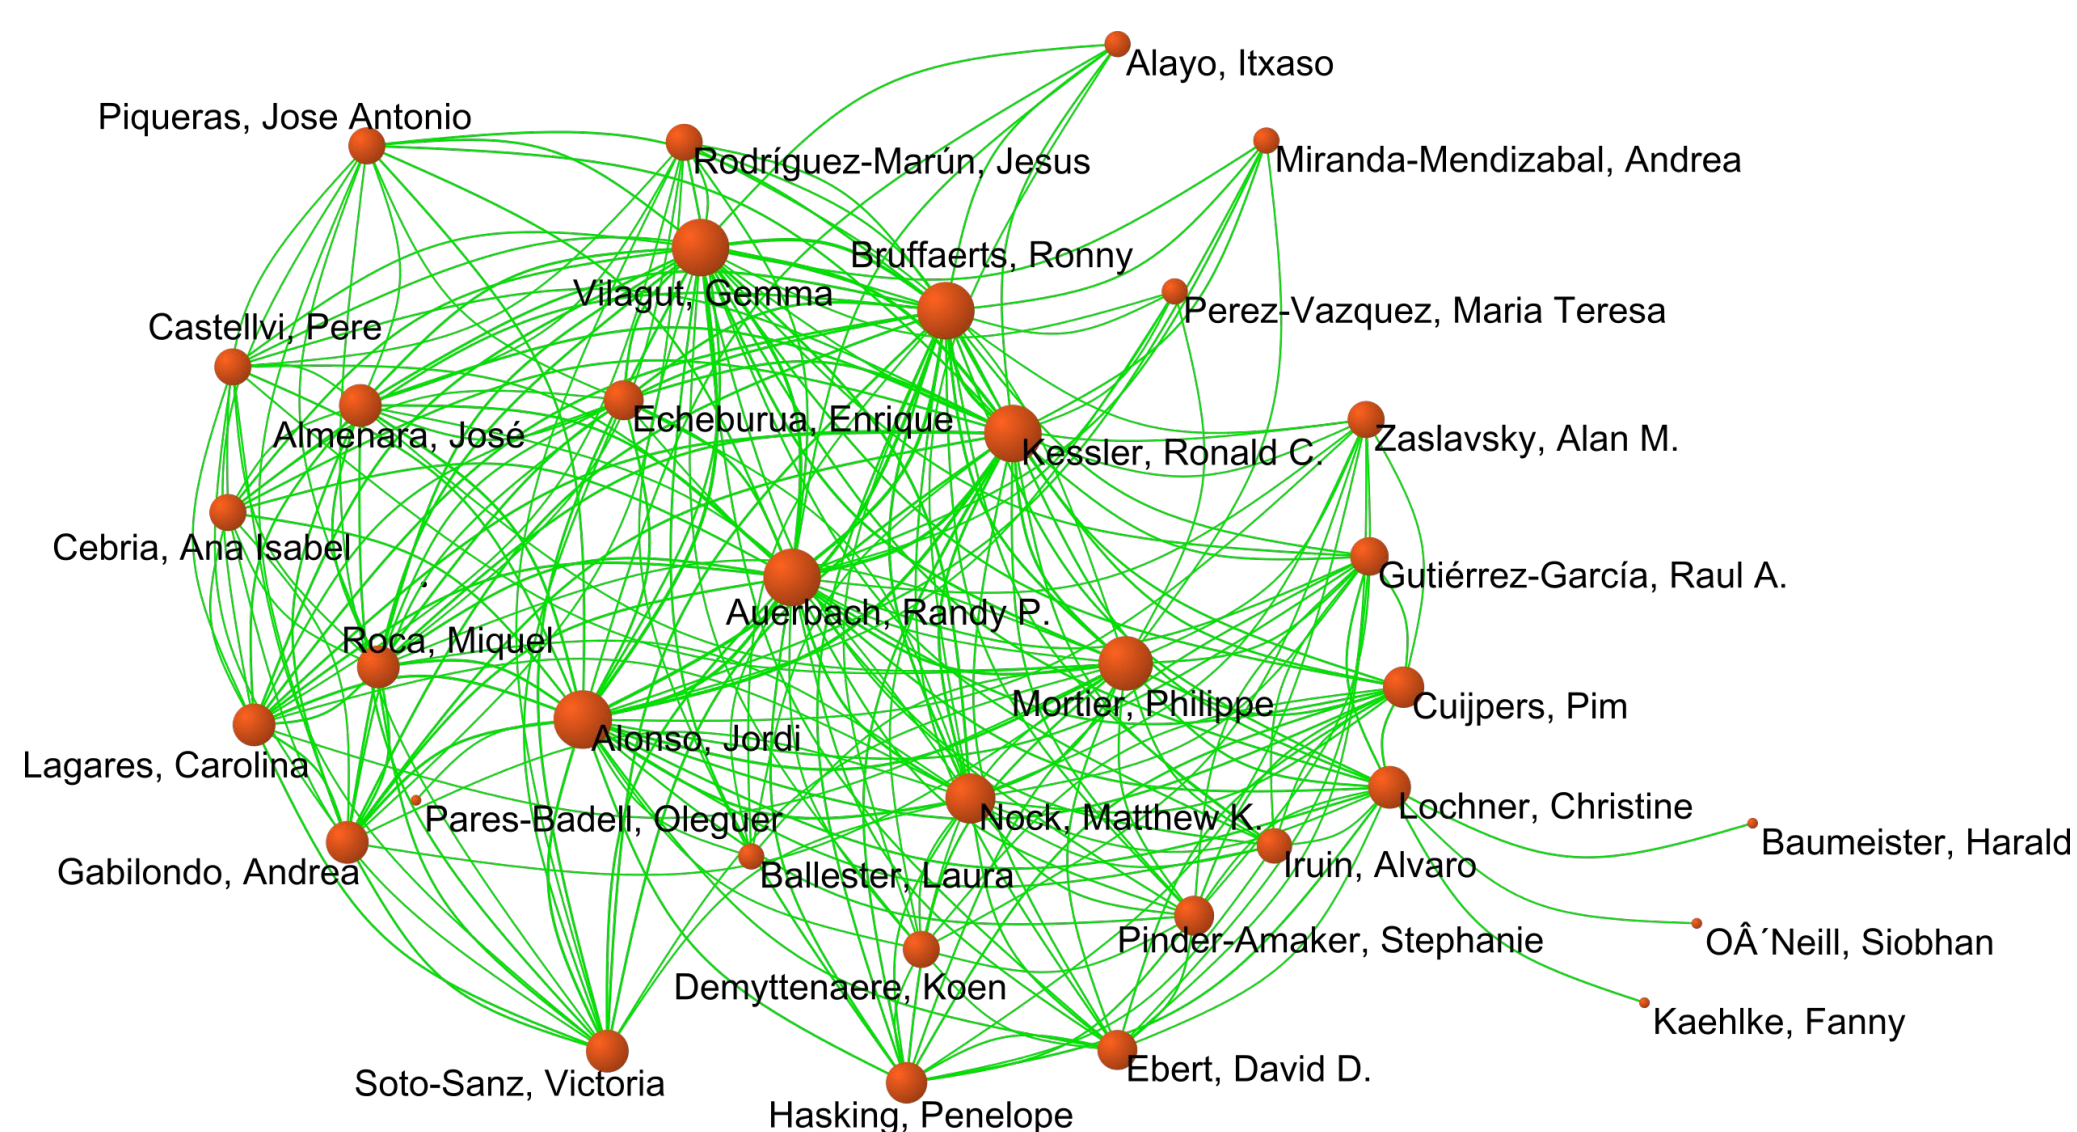 Alayo, Itxaso
Piqueras, Jose Antonio
Rodríguez-Marún, Jesus
Miranda-Mendizabal, Andrea
Bruffaerts, Ronny
Vilagut, Gemma
Perez-Vazquez, Maria Teresa
Castellvi, Pere
Echeburua, Enrique
Almenara, José
Zaslavsky, Alan M.
Kessler, Ronald C.
Cebria, Ana Isabel
Gutiérrez-García, Raul A.
Auerbach, Randy P.
Roca, Miquel
Mortier, Philippe
Cuijpers, Pim
Alonso, Jordi
Lagares, Carolina
Lochner, Christine
Pares-Badell, Oleguer
Nock, Matthew K.
Baumeister, Harald
Iruin, Alvaro
Gabilondo, Andrea
Ballester, Laura
Pinder-Amaker, Stephanie
OÂ´Neill, Siobhan
Demyttenaere, Koen
Kaehlke, Fanny
Ebert, David D.
Soto-Sanz, Victoria
Hasking, Penelope